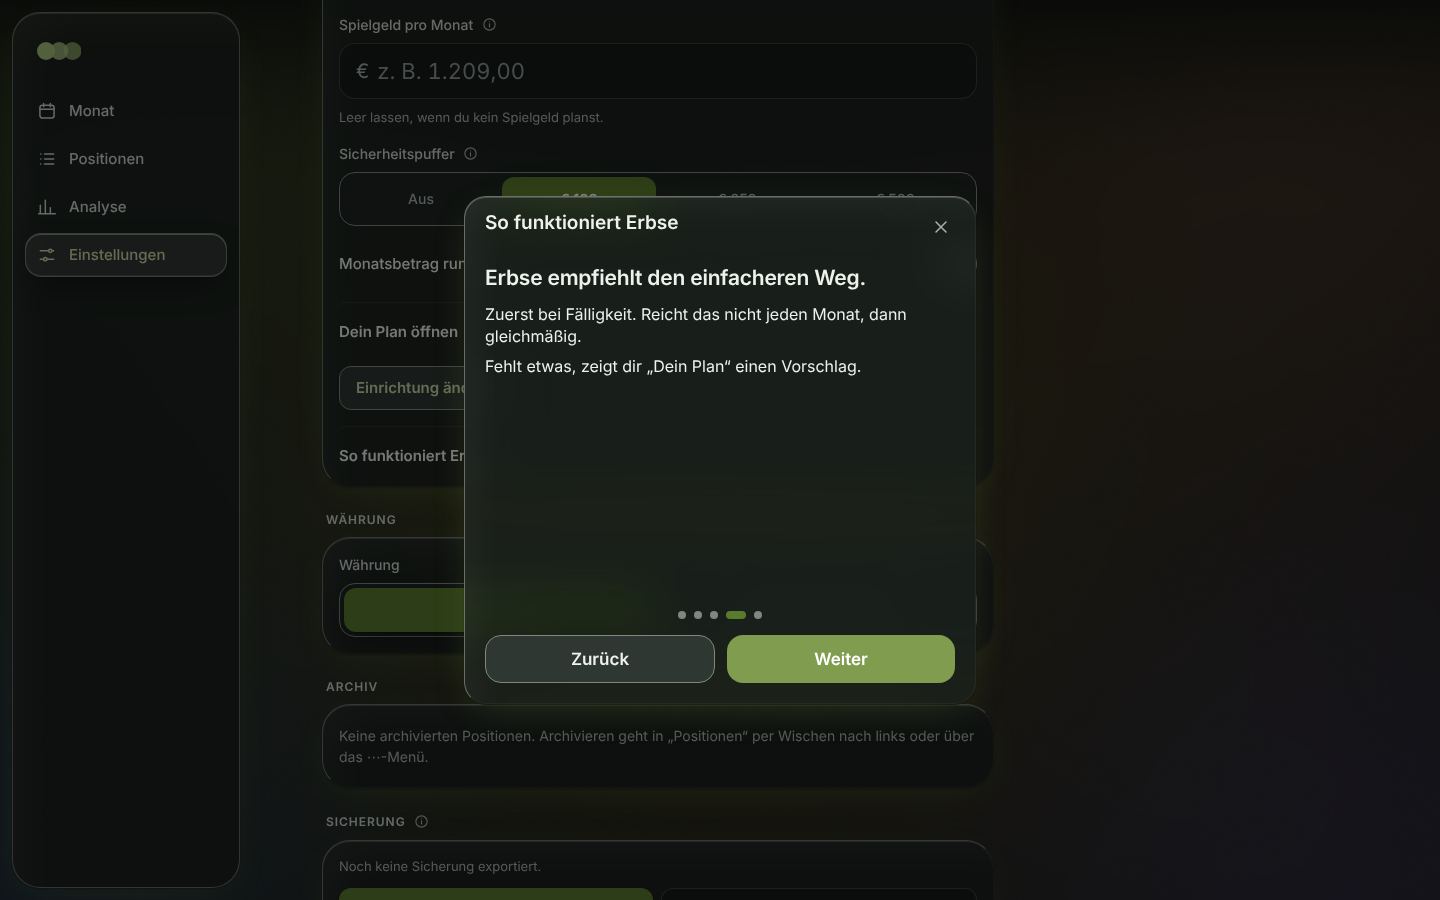 Spielgeld pro Monat
€ z. B. 1.209,00
Leer lassen, wenn du kein Spielgeld planst.
Sicherheitspuffer
Aus
Monat
Positionen
Analyse
Einstellungen
So funktioniert Erbse
Erbse empfiehlt den einfacheren Weg.
Zuerst bei Fälligkeit. Reicht das nicht jeden Monat, dann
gleichmäßig.
Fehlt etwas, zeigt dir „Dein Plan“ einen Vorschlag.
Zurück
Weiter
Monatsbetrag
Dein Plan öffnen
Einrichtung
So funktioniert
WÄHRUNG
Währung
ARCHIV
Keine archivierten Positionen. Archivieren geht in „Positionen“ per Wischen nach links oder über
das ···-Menü.
SICHERUNG
Noch keine Sicherung exportiert.